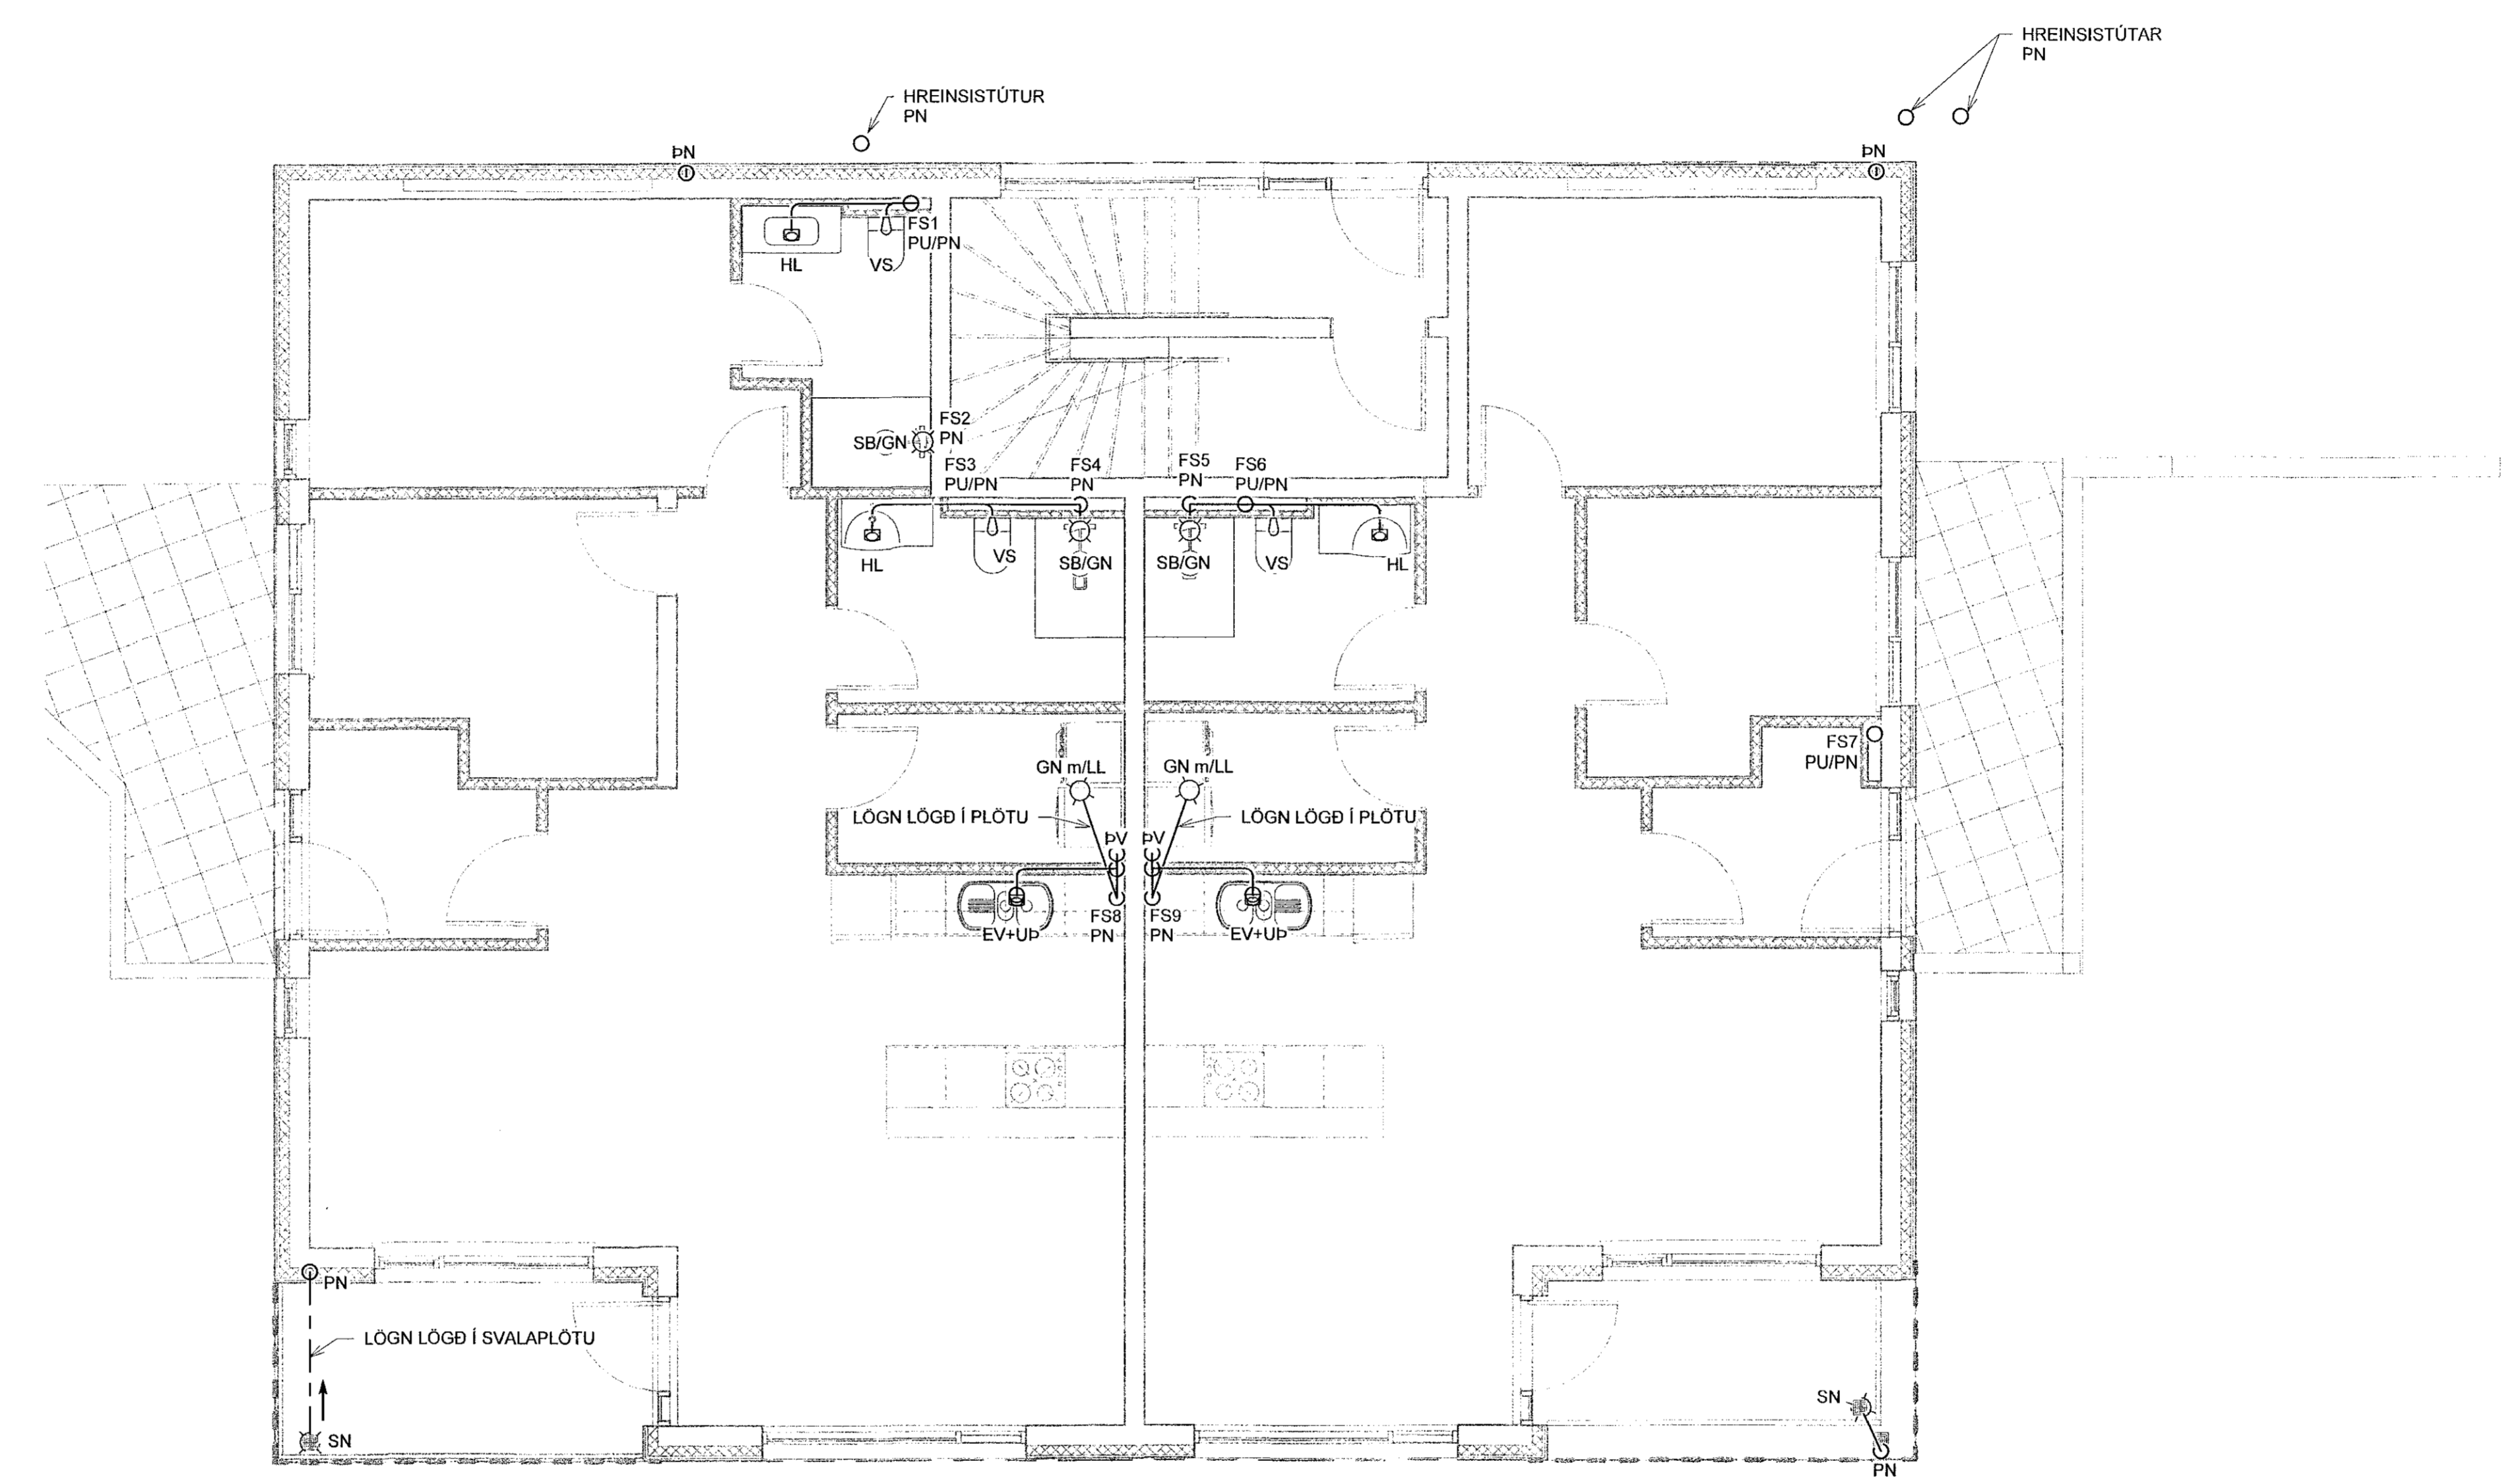 HREINSISTÚTAR
ÞN
HREINSISTÚTUR
ÞN
ÞN
ÞN
FS1
PU/PN
HL
VS
FS2
PN
SB/GN
FS3
PU/PN
FS4
PN
FS5
PN
FS6
PU/PN
HL
VS
SB/GN
SB/GN
VS
HL
FS7
PU/PN
GN m/LL
GN m/LL
LÖGN LÖGÐ Í PLÖTU
LÖGN LÖGÐ Í PLÖTU
ÞV
ÞV
FS8
PN
FS9
PN
EV+UÞ
EV+UÞ
PN
LÖGN LÖGÐ Í SVALAPLÖTU
SN
SN
PN